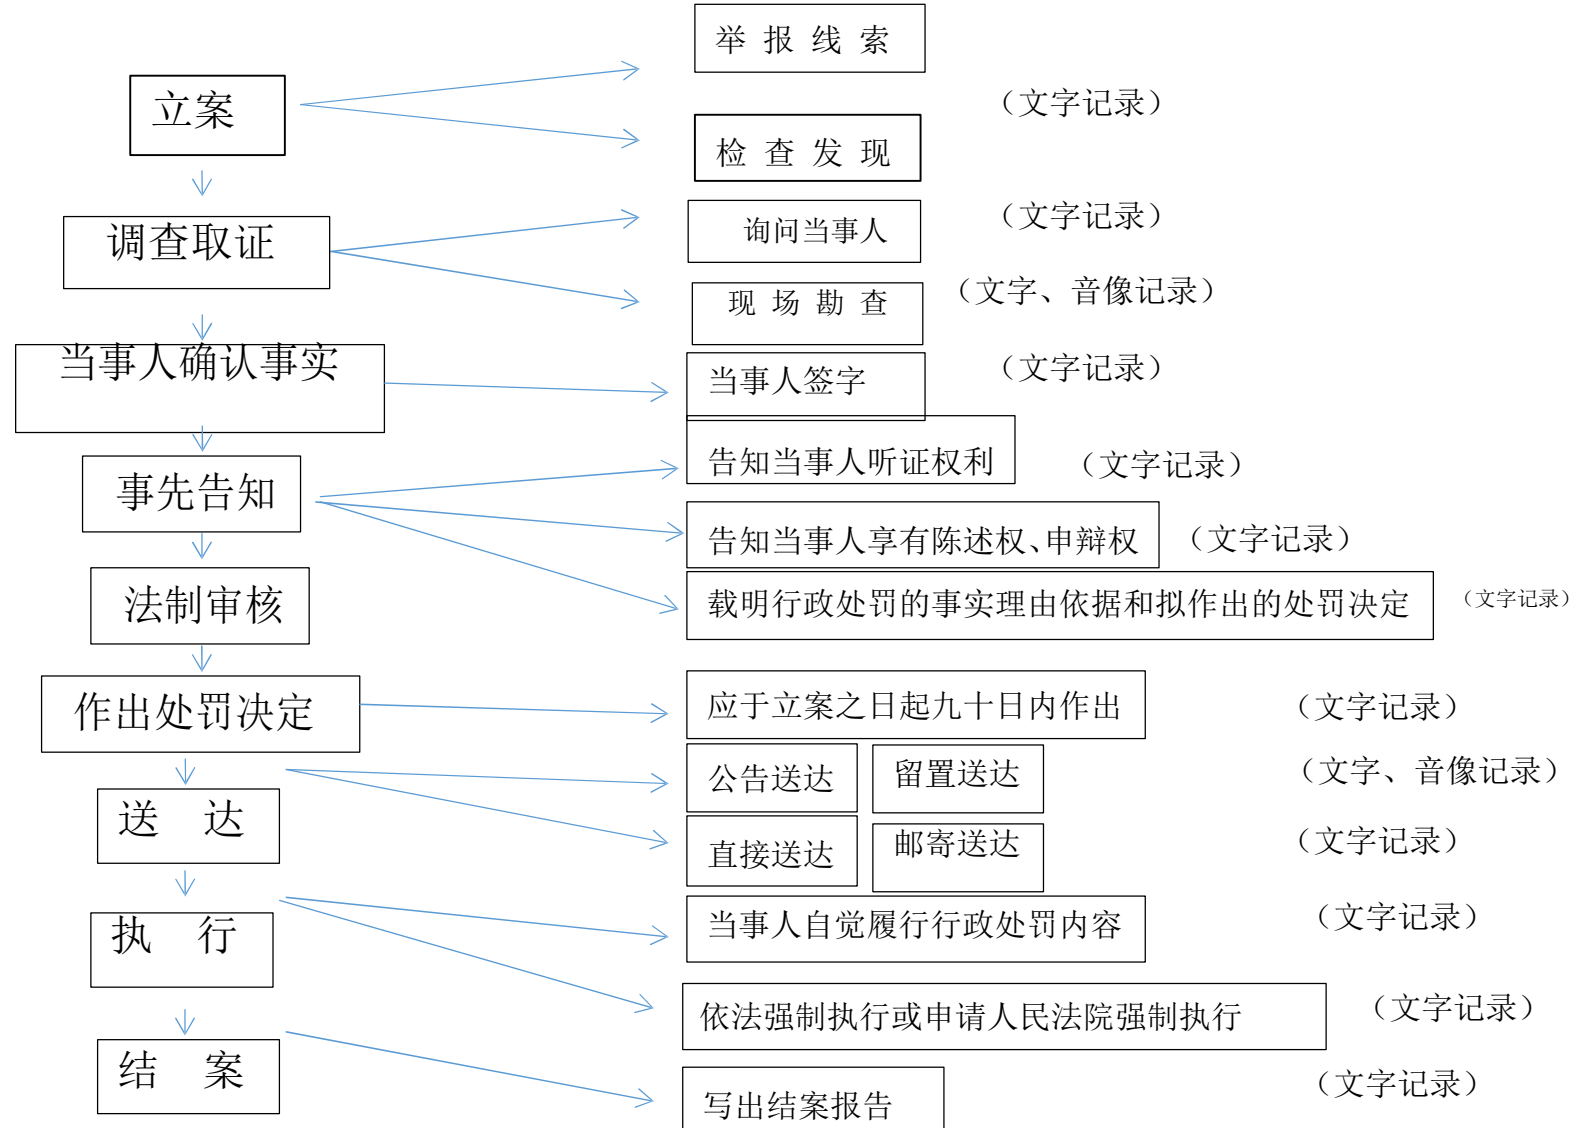 举报线索
立案
（文字记录）
检查发现
调查取证
询问当事人
（文字记录）
现场勘查
（文字、音像记录）
当事人确认事实
当事人签字
（文字记录）
事先告知
告知当事人听证权利
（文字记录）
告知当事人享有陈述权、申辩权
（文字记录）
法制审核
载明行政处罚的事实理由依据和拟作出的处罚决定
（文字记录）
作出处罚决定
应于立案之日起九十日内作出
（文字记录）
送达
公告送达
留置送达
（文字、音像记录）
直接送达
邮寄送达
（文字记录）
执行
当事人自觉履行行政处罚内容
（文字记录）
依法强制执行或申请人民法院强制执行
（文字记录）
结案
写出结案报告
（文字记录）